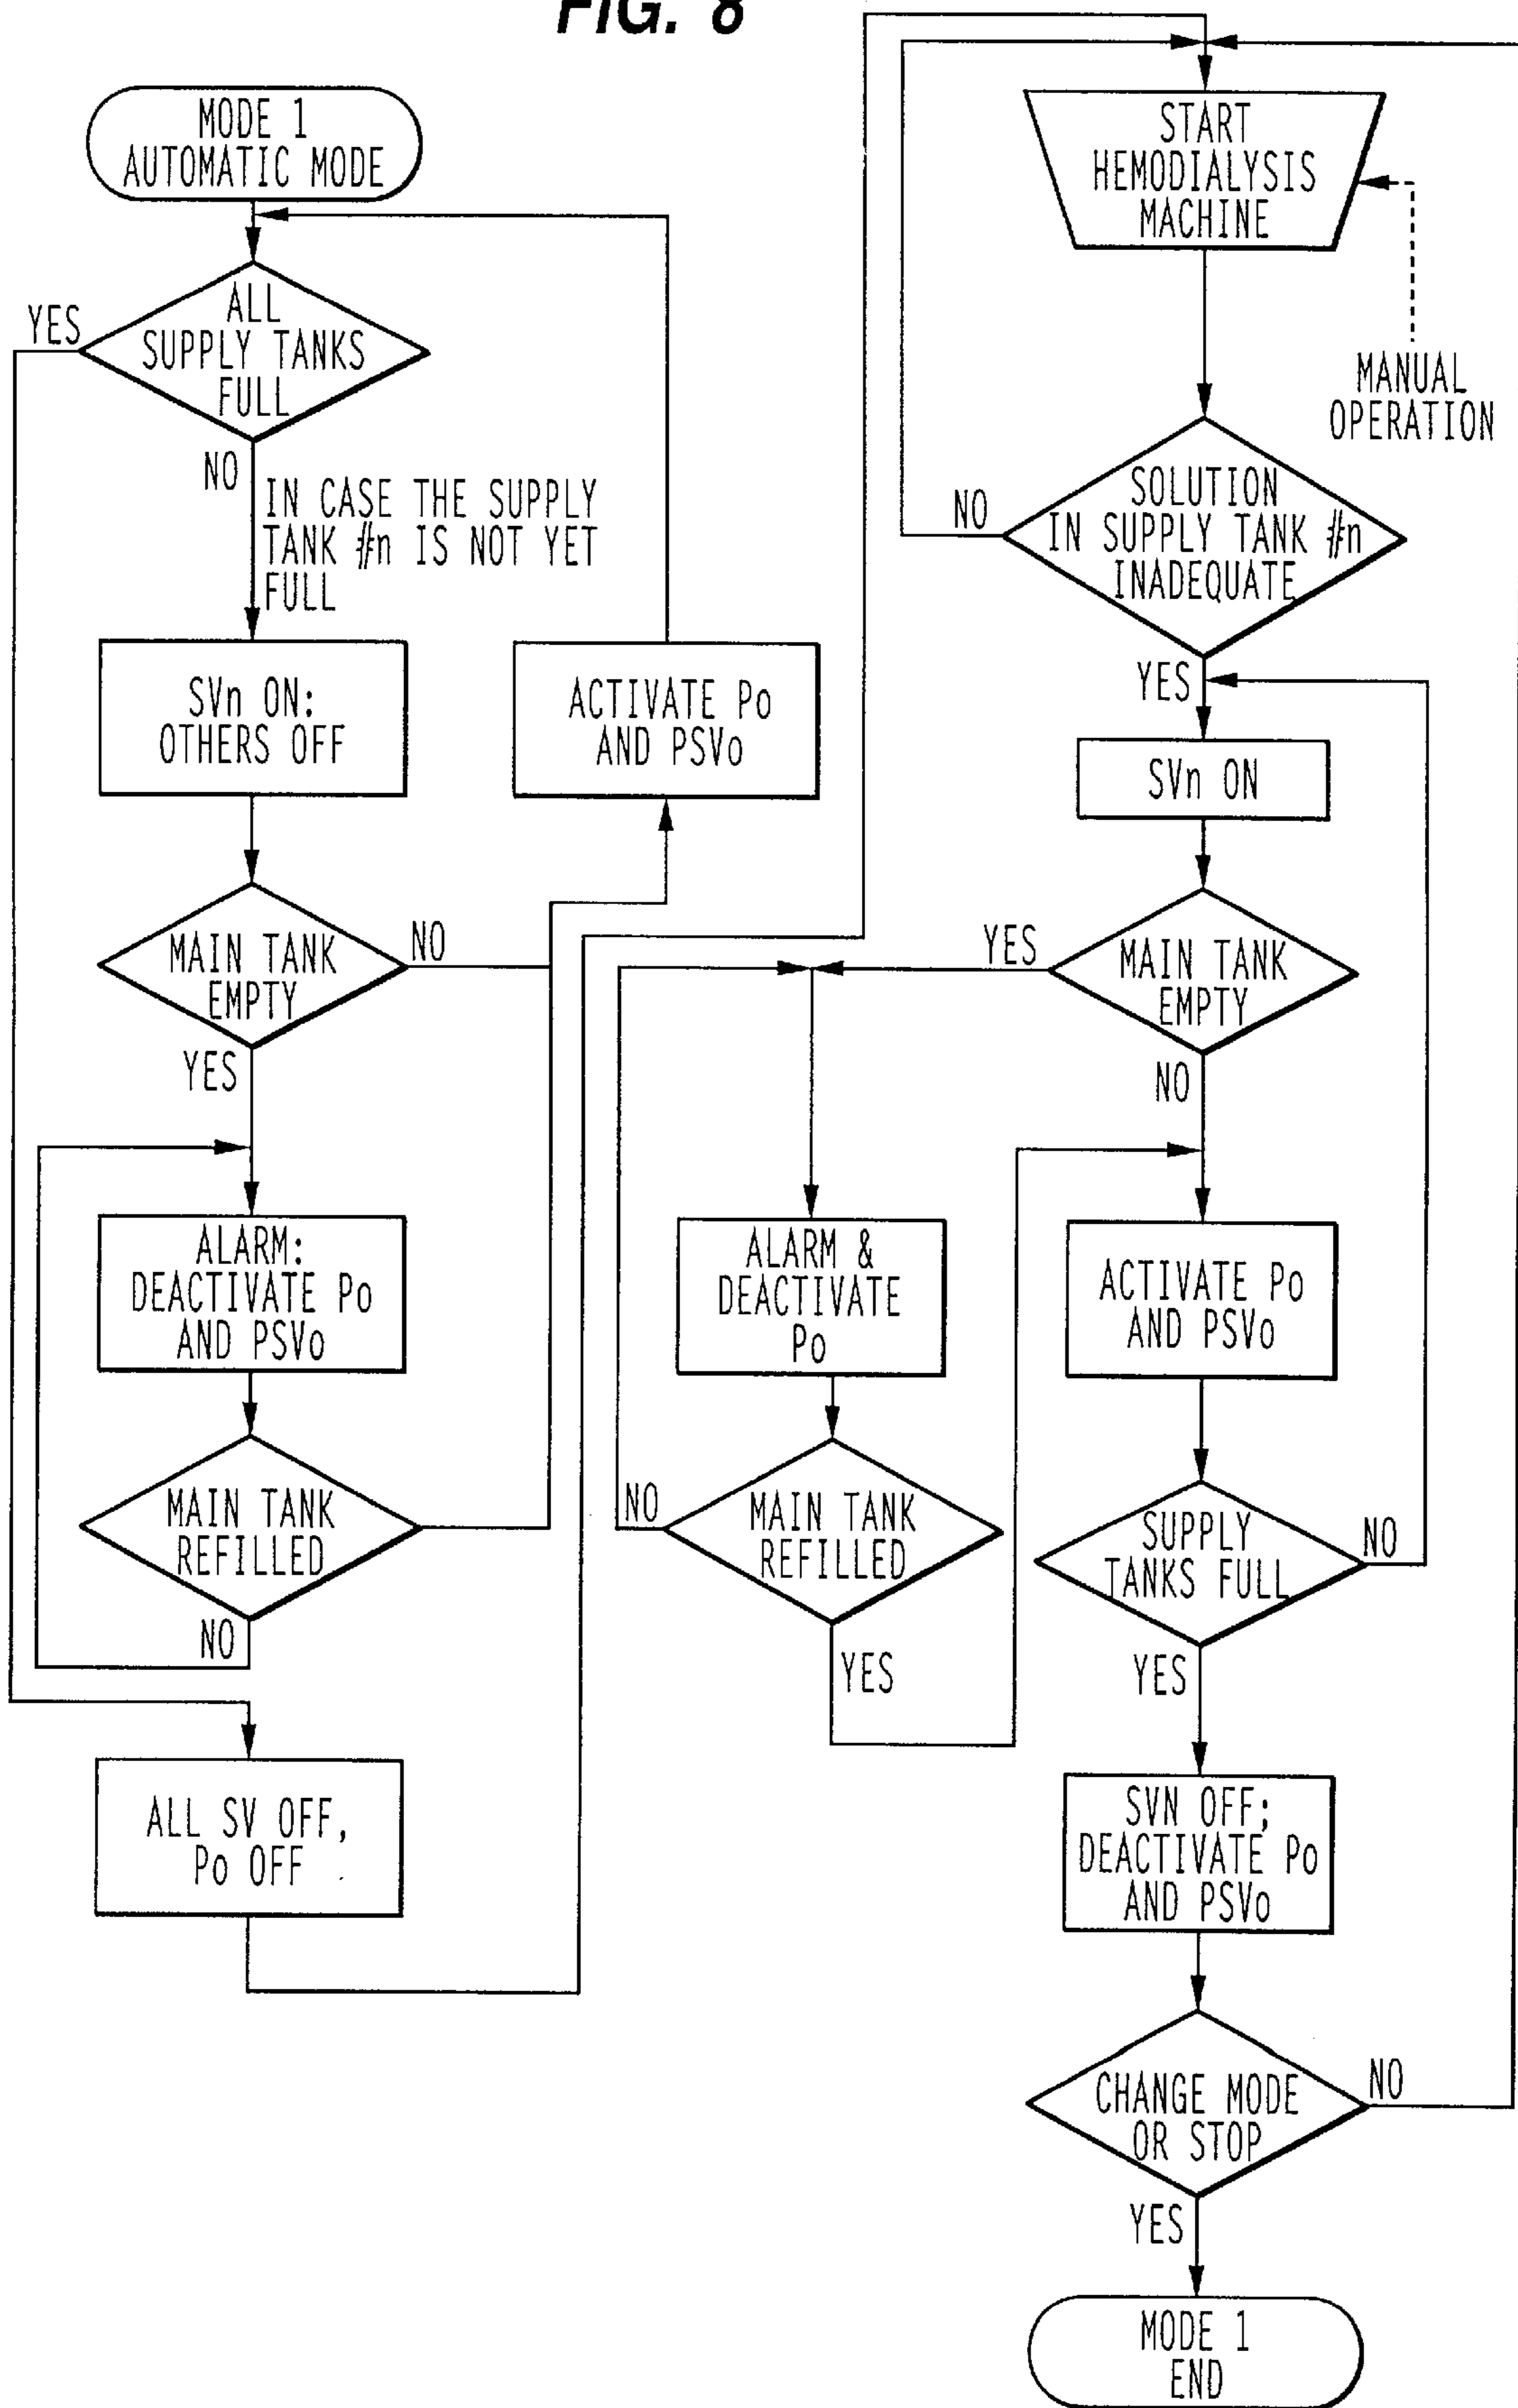 FIG. 8
MODE 1
AUTOMATIC MODE
ALL
SUPPLY TANKS
FULL
YES
NO
IN CASE THE SUPPLY
TANK #n IS NOT YET
FULL
SVn ON:
OTHERS OFF
ACTIVATE Po
AND PSVo
MAIN TANK
EMPTY
NO
YES
ALARM:
DEACTIVATE Po
AND PSVo
MAIN TANK
REFILLED
NO
ALL SV OFF,
Po OFF
START
HEMODIALYSIS
MACHINE
MANUAL
OPERATION
SOLUTION
IN SUPPLY TANK #n
INADEQUATE
NO
YES
SVn ON
MAIN TANK
EMPTY
YES
NO
ALARM &
DEACTIVATE
Po
MAIN TANK
REFILLED
NO
YES
ACTIVATE Po
AND PSVo
SUPPLY
TANKS FULL
NO
YES
SVN OFF;
DEACTIVATE Po
AND PSVo
CHANGE MODE
OR STOP
NO
YES
MODE 1
END